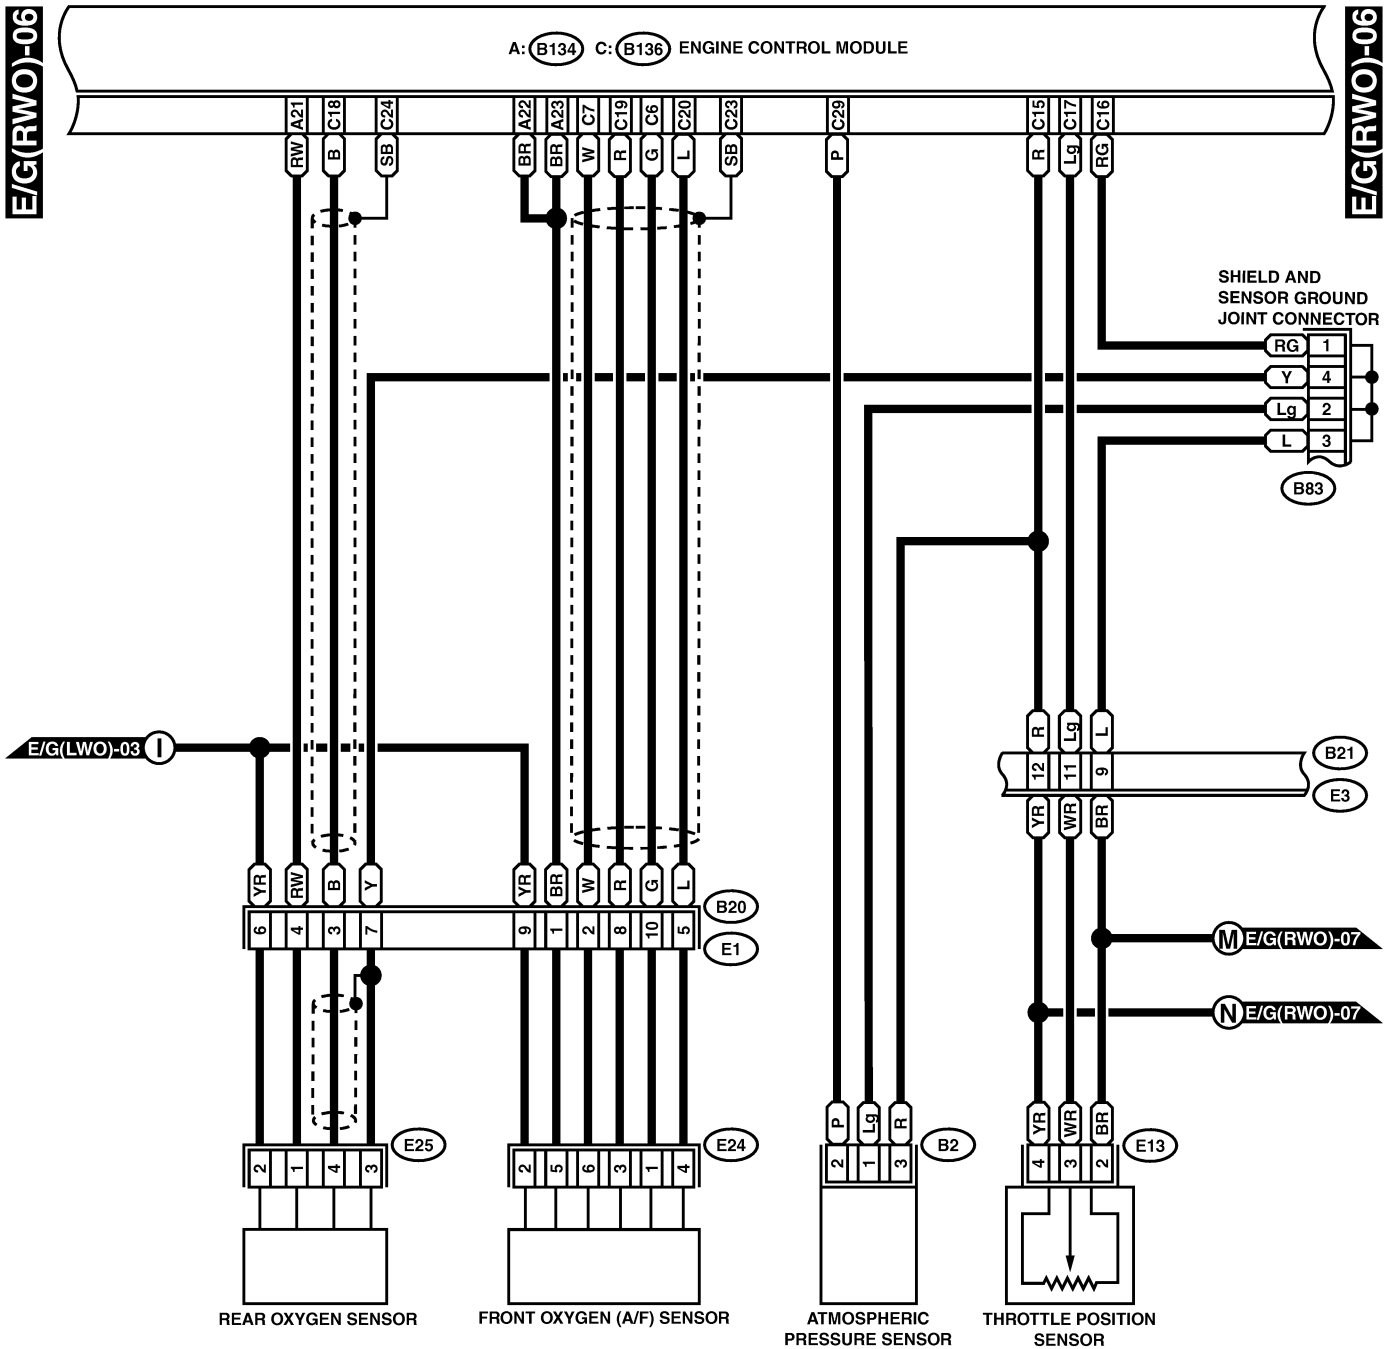 E/G(RWO)-06
E/G(RWO)-06
A: B134 C: B136 ENGINE CONTROL MODULE
A21 C18 C24 A22 A23 C7 C19 C6 C20 C23 C29 C15 C17 C16
RW B SB BR BR W R G L SB P R Lg RG
SHIELD AND
SENSOR GROUND
JOINT CONNECTOR
RG 1
Y 4
Lg 2
L 3
B83
R Lg L
E/G(LWO)-03 I
12 11 9 B21
E3
YR WR BR
YR RW B Y YR BR W R G L
B20
6 4 3 7 9 1 2 8 10 5
E1
M E/G(RWO)-07
N E/G(RWO)-07
P Lg R YR WR BR
E25 E24 B2 E13
2 1 4 3 2 5 6 3 1 4 2 1 3 4 3 2
REAR OXYGEN SENSOR
FRONT OXYGEN (A/F) SENSOR
ATMOSPHERIC
PRESSURE SENSOR
THROTTLE POSITION
SENSOR